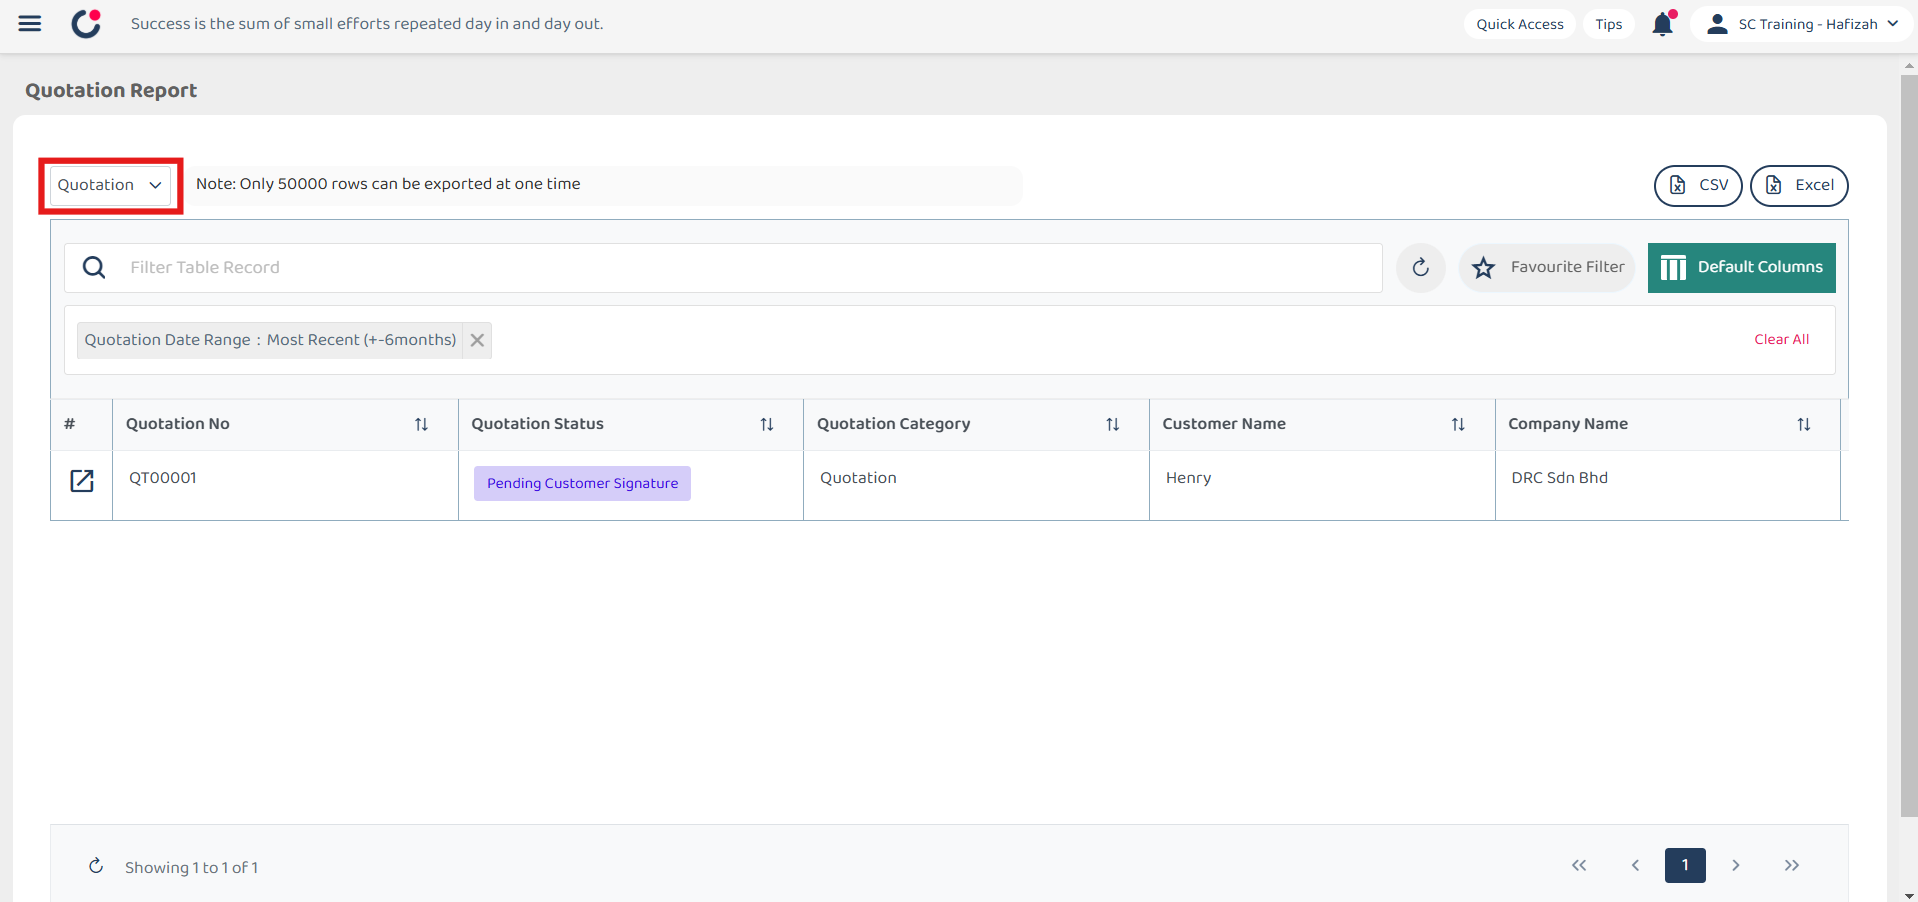 Success is the sum of small efforts repeated day in and day out.
Quick Access
Tips
SC Training - Hafizah
Quotation Report
Quotation
Note: Only 50000 rows can be exported at one time
CSV
Excel
Filter Table Record
Favourite Filter
Default Columns
Quotation Date Range : Most Recent (+-6months)
Clear All
# Quotation No Quotation Status Quotation Category Customer Name Company Name
QT00001 Pending Customer Signature Quotation Henry DRC Sdn Bhd
Showing 1 to 1 of 1
1